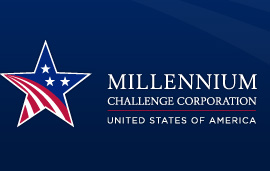 MILLENNIUM
CHALLENGE CORPORATION
UNITED STATES OF AMERICA